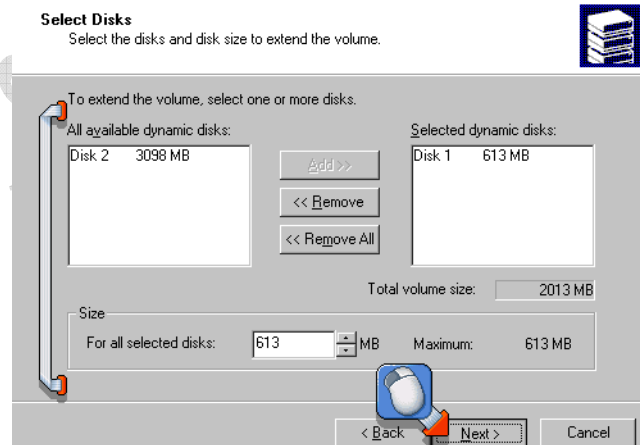 Select Disks
Select the disks and disk size to extend the volume.
To extend the volume, select one or more disks.
All available dynamic disks:
Selected dynamic disks:
Disk 2 3098 MB
Add >>
Disk 1 613 MB
<< Remove
<< Remove All
Total volume size: 2013 MB
Size
For all selected disks: 613 MB Maximum: 613 MB
< Back Next > Cancel